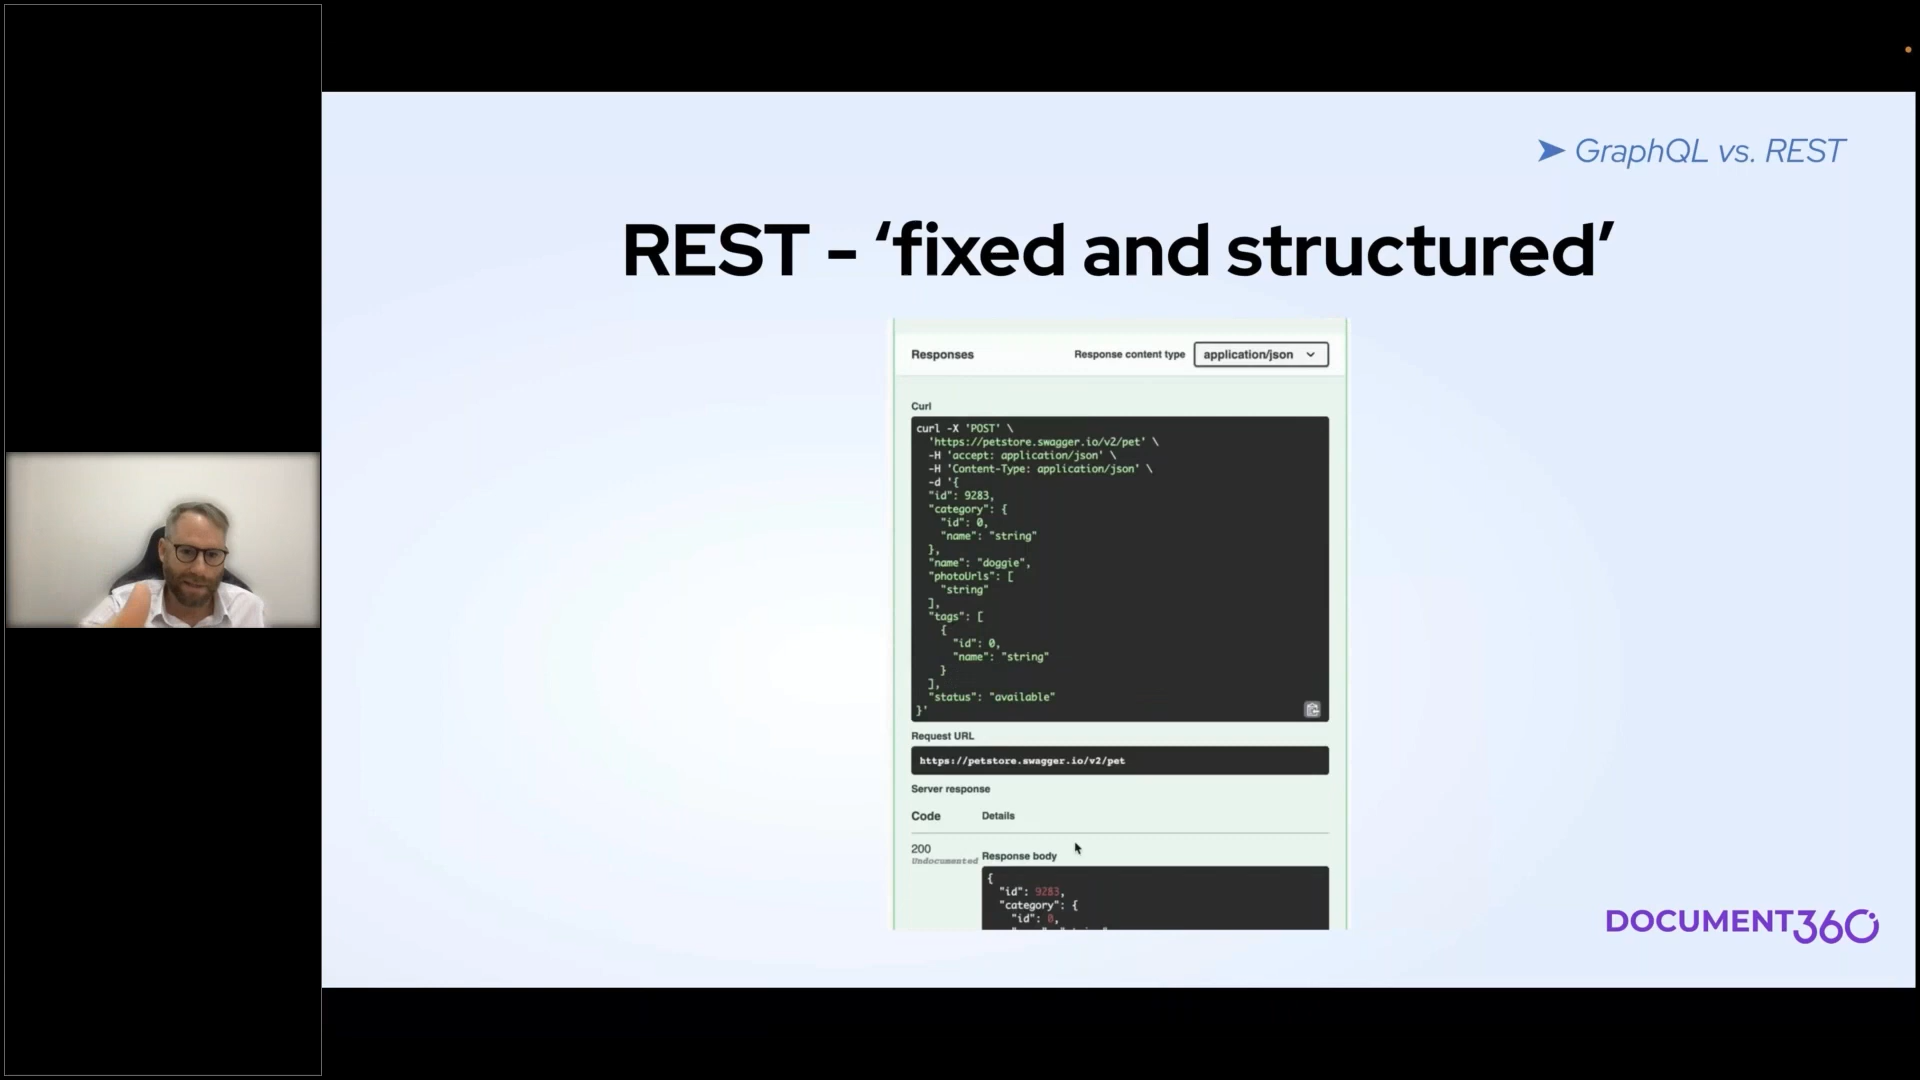 ➤ GraphQL vs. REST
REST - ‘fixed and structured’
Responses
Response content type
application/json
Curl
curl -X 'POST' \
  'https://petstore.swagger.io/v2/pet' \
  -H 'accept: application/json' \
  -H 'Content-Type: application/json' \
  -d '{
  "id": 9283,
  "category": {
    "id": 0,
    "name": "string"
  },
  "name": "doggie",
  "photoUrls": [
    "string"
  ],
  "tags": [
    {
      "id": 0,
      "name": "string"
    }
  ],
  "status": "available"
}'
Request URL
https://petstore.swagger.io/v2/pet
Server response
Code
Details
200
Undocumented
Response body
{
  "id": 9283,
  "category": {
    "id": 0,
DOCUMENT360